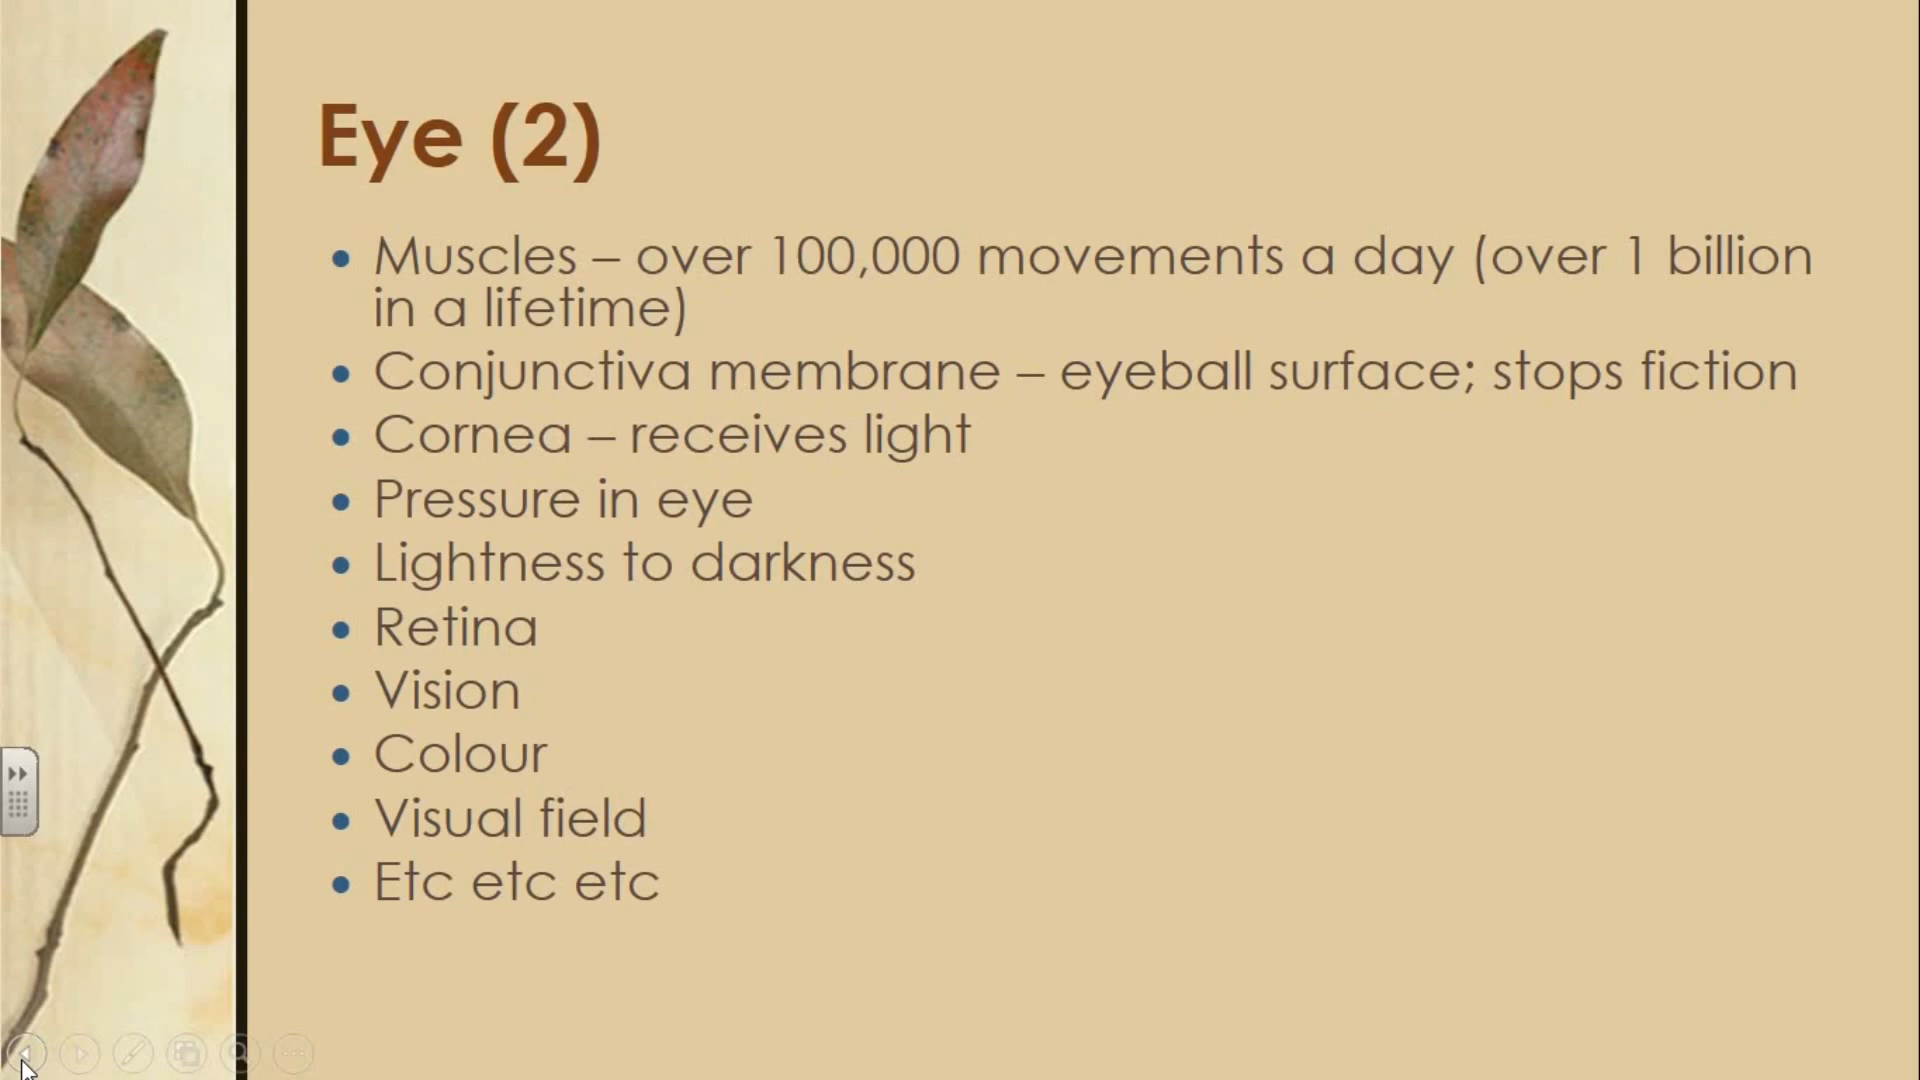 Eye (2)
• Muscles – over 100,000 movements a day (over 1 billion
in a lifetime)
• Conjunctiva membrane – eyeball surface; stops fiction
• Cornea – receives light
• Pressure in eye
• Lightness to darkness
• Retina
• Vision
• Colour
• Visual field
• Etc etc etc